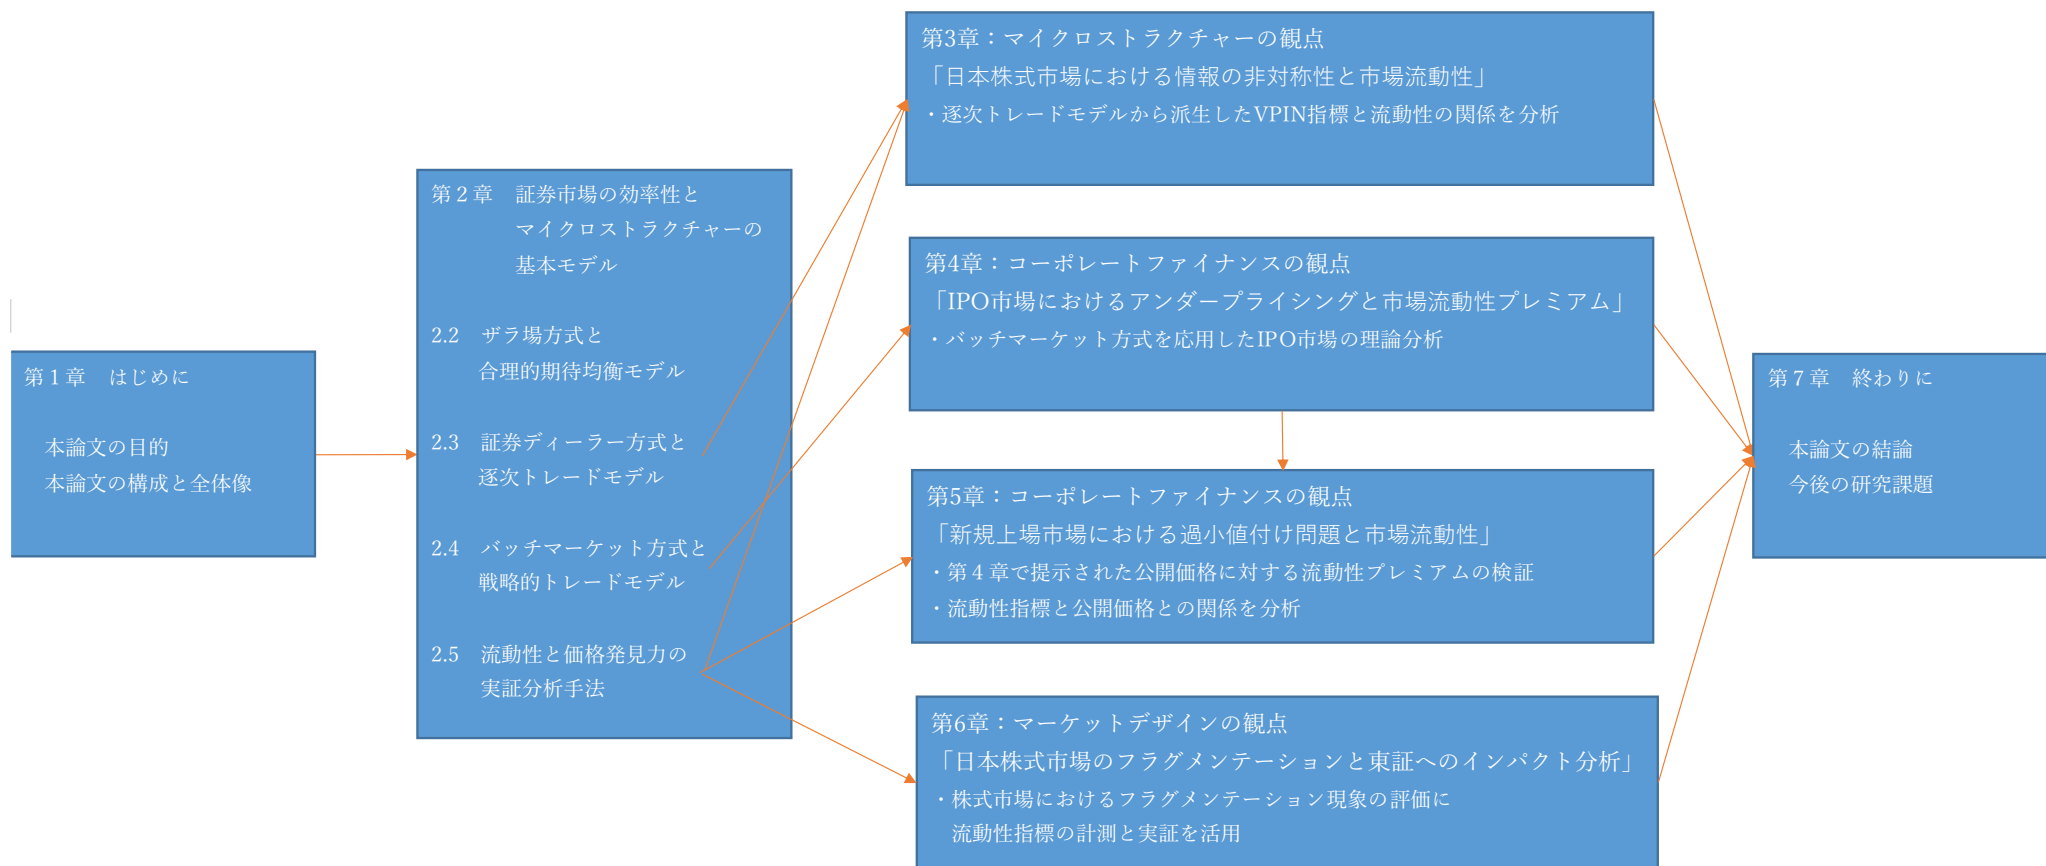 第１章　はじめに
本論文の目的
本論文の構成と全体像
第２章　証券市場の効率性と
マイクロストラクチャーの
基本モデル
2.2　ザラ場方式と
合理的期待均衡モデル
2.3　証券ディーラー方式と
逐次トレードモデル
2.4　バッチマーケット方式と
戦略的トレードモデル
2.5　流動性と価格発見力の
実証分析手法
第3章：マイクロストラクチャーの観点
「日本株式市場における情報の非対称性と市場流動性」
・逐次トレードモデルから派生したVPIN指標と流動性の関係を分析
第4章：コーポレートファイナンスの観点
「IPO市場におけるアンダープライシングと市場流動性プレミアム」
・バッチマーケット方式を応用したIPO市場の理論分析
第5章：コーポレートファイナンスの観点
「新規上場市場における過小値付け問題と市場流動性」
・第４章で提示された公開価格に対する流動性プレミアムの検証
・流動性指標と公開価格との関係を分析
第6章：マーケットデザインの観点
「日本株式市場のフラグメンテーションと東証へのインパクト分析」
・株式市場におけるフラグメンテーション現象の評価に
流動性指標の計測と実証を活用
第７章　終わりに
本論文の結論
今後の研究課題